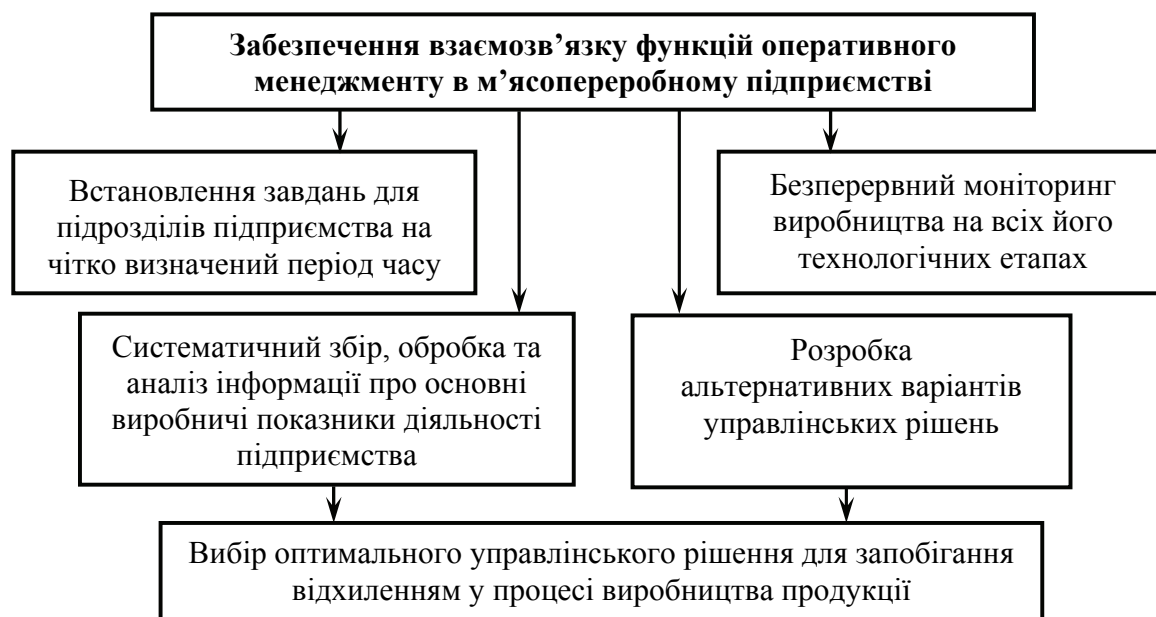 Забезпечення взаємозв’язку функцій оперативного
менеджменту в м’ясопереробному підприємстві
Встановлення завдань для
підрозділів підприємства на
чітко визначений період часу
Безперервний моніторинг
виробництва на всіх його
технологічних етапах
Систематичний збір, обробка та
аналіз інформації про основні
виробничі показники діяльності
підприємства
Розробка
альтернативних варіантів
управлінських рішень
Вибір оптимального управлінського рішення для запобігання
відхиленням у процесі виробництва продукції